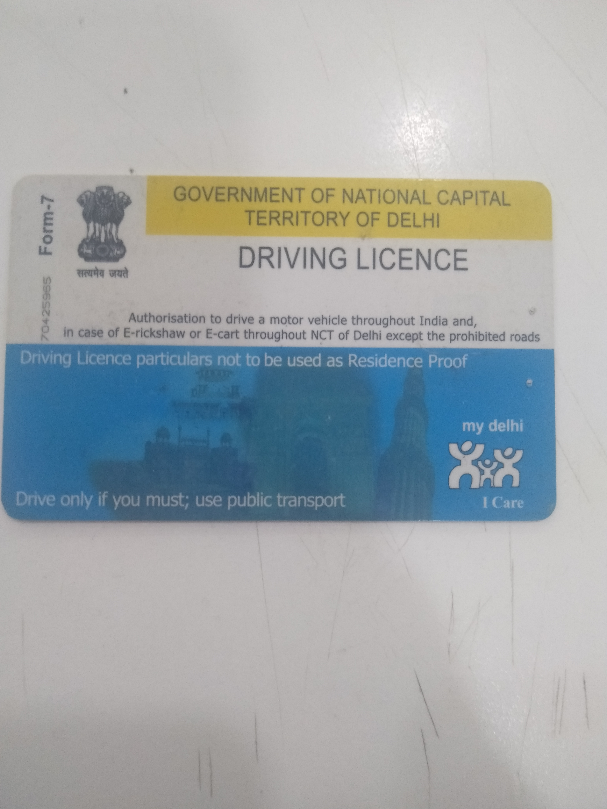 Form-7
70425965
सत्यमेव जयते
GOVERNMENT OF NATIONAL CAPITAL
TERRITORY OF DELHI
DRIVING LICENCE
Authorisation to drive a motor vehicle throughout India and,
in case of E-rickshaw or E-cart throughout NCT of Delhi except the prohibited roads
Driving Licence particulars not to be used as Residence Proof
my delhi
I Care
Drive only if you must; use public transport